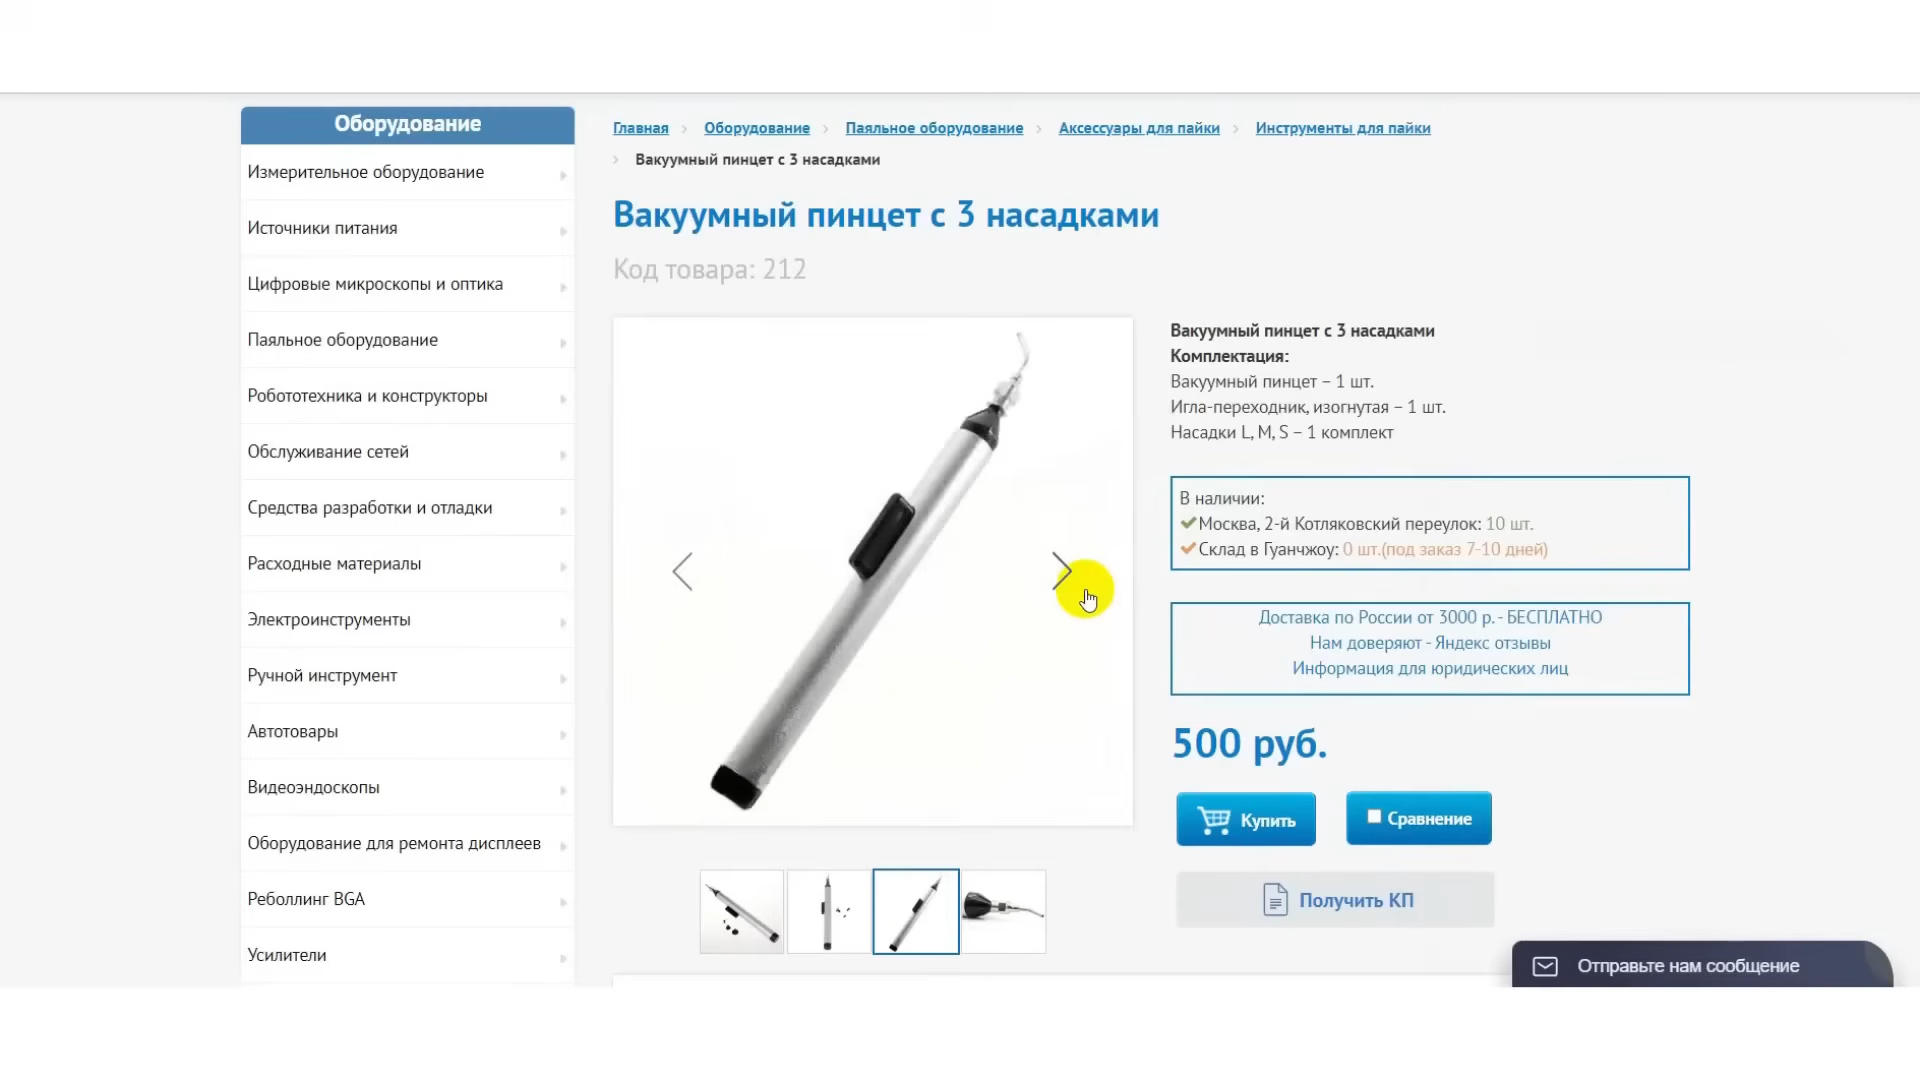 Оборудование
Измерительное оборудование
Источники питания
Цифровые микроскопы и оптика
Паяльное оборудование
Робототехника и конструкторы
Обслуживание сетей
Средства разработки и отладки
Расходные материалы
Электроинструменты
Ручной инструмент
Автотовары
Видеоэндоскопы
Оборудование для ремонта дисплеев
Реболлинг BGA
Усилители
Главная > Оборудование > Паяльное оборудование > Аксессуары для пайки > Инструменты для пайки
> Вакуумный пинцет с 3 насадками
Вакуумный пинцет с 3 насадками
Код товара: 212
Вакуумный пинцет с 3 насадками
Комплектация:
Вакуумный пинцет – 1 шт.
Игла-переходник, изогнутая – 1 шт.
Насадки L, M, S – 1 комплект
В наличии:
Москва, 2-й Котляковский переулок: 10 шт.
Склад в Гуанчжоу: 0 шт.(под заказ 7-10 дней)
Доставка по России от 3000 р. - БЕСПЛАТНО
Нам доверяют - Яндекс отзывы
Информация для юридических лиц
500 руб.
Купить
Сравнение
Получить КП
Отправьте нам сообщение